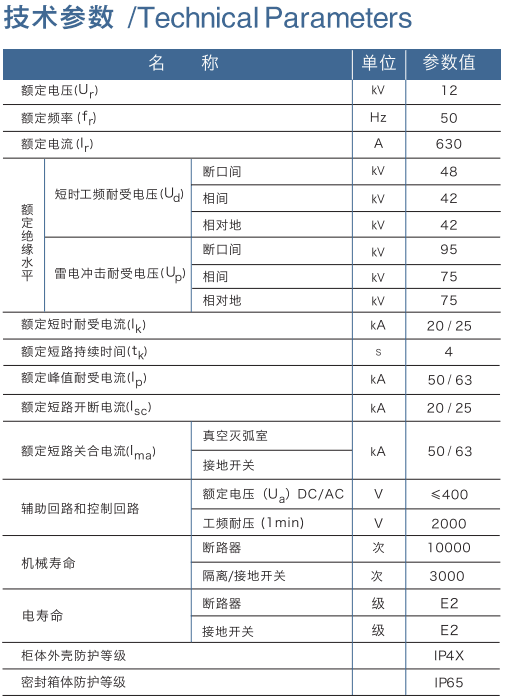 技术参数 /Technical Parameters
名 称 单位 参数值
额定电压(Ur) kV 12
额定频率(fr) Hz 50
额定电流(Ir) A 630
额定绝缘水平
短时工频耐受电压(Ud)
断口间 kV 48
相间 kV 42
相对地 kV 42
雷电冲击耐受电压(Up)
断口间 kV 95
相间 kV 75
相对地 kV 75
额定短时耐受电流(Ik) kA 20/25
额定短路持续时间(tk) s 4
额定峰值耐受电流(Ip) kA 50/63
额定短路开断电流(Isc) kA 20/25
额定短路关合电流(Ima) kA 50/63
真空灭弧室
接地开关
辅助回路和控制回路
额定电压（Ua）DC/AC V ≤400
工频耐压（1min） V 2000
机械寿命
断路器 次 10000
隔离/接地开关 次 3000
电寿命
断路器 级 E2
接地开关 级 E2
柜体外壳防护等级 IP4X
密封箱体防护等级 IP65